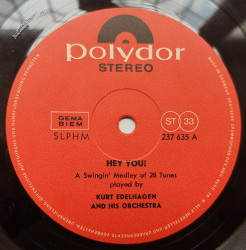 polydor
STEREO
GEMA
BIEM
SLPHM
ST 33
237 635 A
HEY YOU!
A Swingin' Medley of 28 Tunes
played by
KURT EDELHAGEN
AND HIS ORCHESTRA